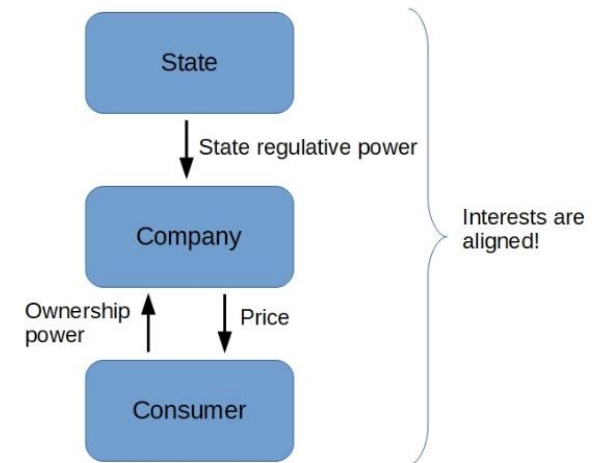 State
State regulative power
Company
Interests are
aligned!
Ownership
power
Price
Consumer